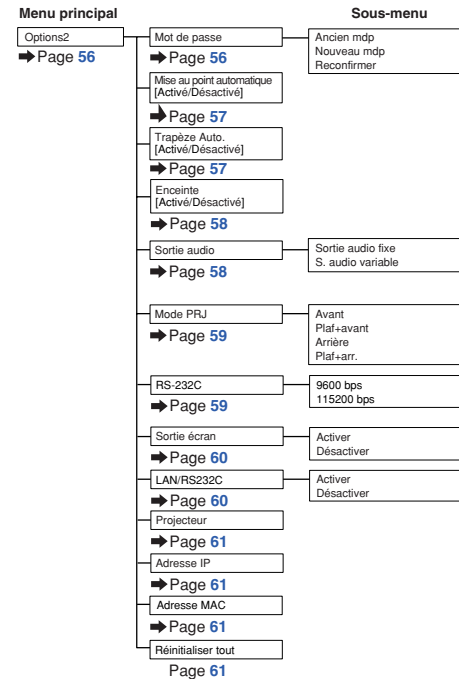 Menu principal
Sous-menu
Options2
➡Page 56
Mot de passe
➡Page 56
Ancien mdp
Nouveau mdp
Reconfirmer
Mise au point automatique
[Activé/Désactivé]
➡Page 57
Trapèze Auto.
[Activé/Désactivé]
➡Page 57
Enceinte
[Activé/Désactivé]
➡Page 58
Sortie audio
➡Page 58
Sortie audio fixe
S. audio variable
Mode PRJ
➡Page 59
Avant
Plaf+avant
Arrière
Plaf+arr.
RS-232C
➡Page 59
9600 bps
115200 bps
Sortie écran
➡Page 60
Activer
Désactiver
LAN/RS232C
➡Page 60
Activer
Désactiver
Projecteur
➡Page 61
Adresse IP
➡Page 61
Adresse MAC
➡Page 61
Réinitialiser tout
Page 61